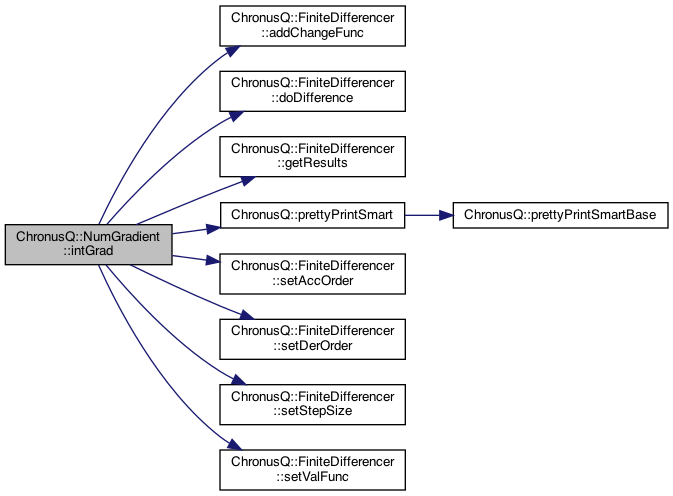 ChronusQ::FiniteDifferencer
::addChangeFunc
ChronusQ::FiniteDifferencer
::doDifference
ChronusQ::FiniteDifferencer
::getResults
ChronusQ::prettyPrintSmart
ChronusQ::prettyPrintSmartBase
ChronusQ::NumGradient
::intGrad
ChronusQ::FiniteDifferencer
::setAccOrder
ChronusQ::FiniteDifferencer
::setDerOrder
ChronusQ::FiniteDifferencer
::setStepSize
ChronusQ::FiniteDifferencer
::setValFunc